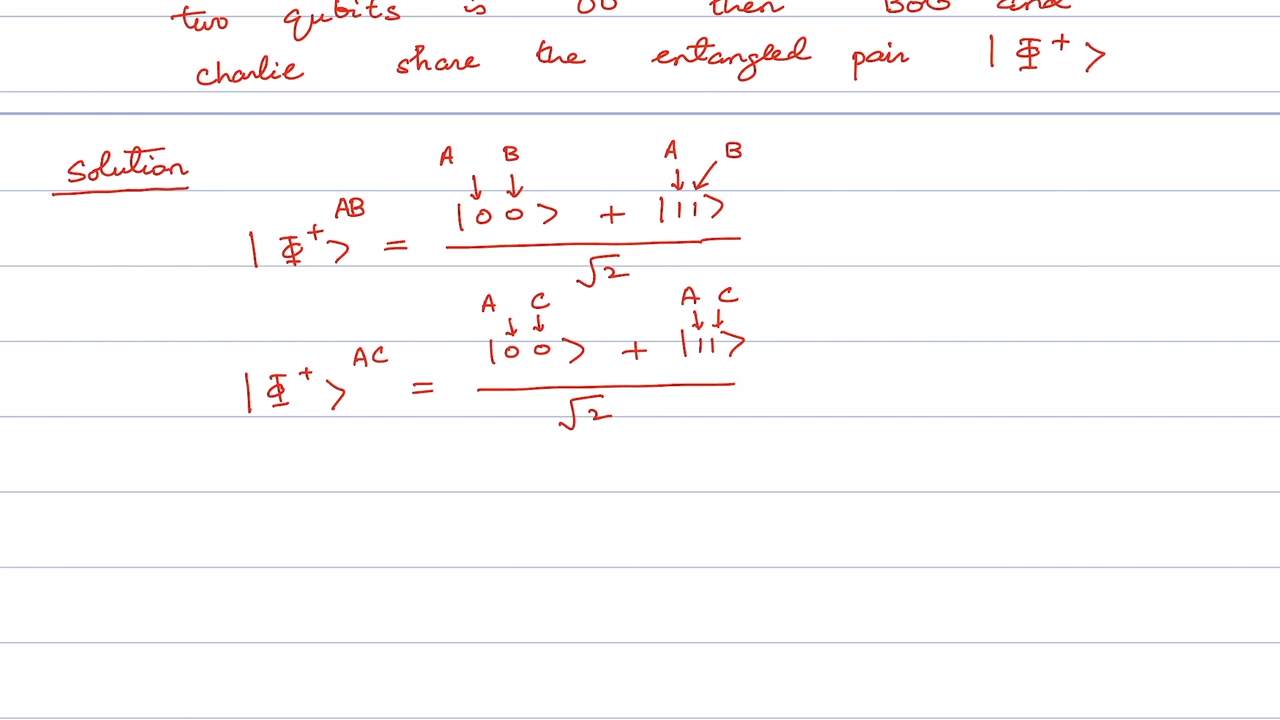 two qubits is 00 then Bob and
charlie share the entangled pair |Φ⁺>
Solution
A B A B
|Φ⁺>^AB = (|00> + |11>) / √2
A C A C
|Φ⁺>^AC = (|00> + |11>) / √2